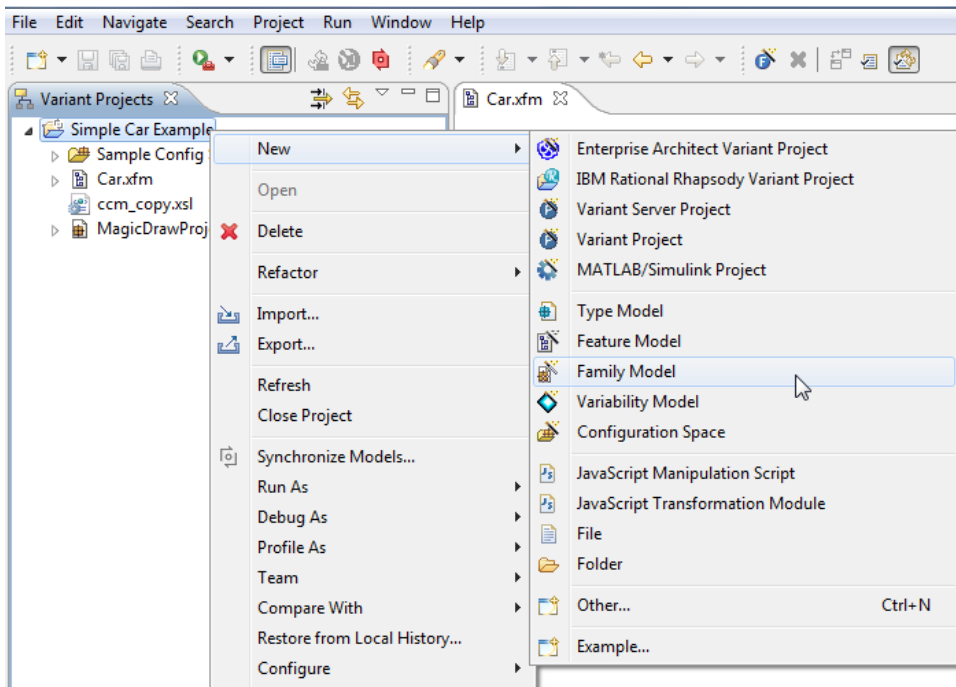 File Edit Navigate Search Project Run Window Help
Variant Projects
Car.xfm
Simple Car Example
Sample Config
Car.xfm
ccm_copy.xsl
MagicDrawProj
New
Open
Delete
Refactor
Import...
Export...
Refresh
Close Project
Synchronize Models...
Run As
Debug As
Profile As
Team
Compare With
Restore from Local History...
Configure
Enterprise Architect Variant Project
IBM Rational Rhapsody Variant Project
Variant Server Project
Variant Project
MATLAB/Simulink Project
Type Model
Feature Model
Family Model
Variability Model
Configuration Space
JavaScript Manipulation Script
JavaScript Transformation Module
File
Folder
Other... Ctrl+N
Example...